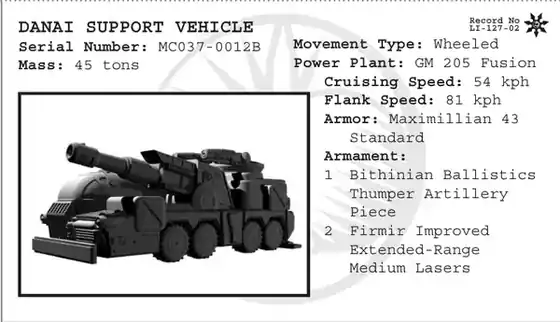 DANAI SUPPORT VEHICLE
Serial Number: MC037-0012B
Mass: 45 tons
Record No
LI-127-02
Movement Type: Wheeled
Power Plant: GM 205 Fusion
Cruising Speed: 54 kph
Flank Speed: 81 kph
Armor: Maximillian 43
Standard
Armament:
1 Bithinian Ballistics
Thumper Artillery
Piece
2 Firmir Improved
Extended-Range
Medium Lasers